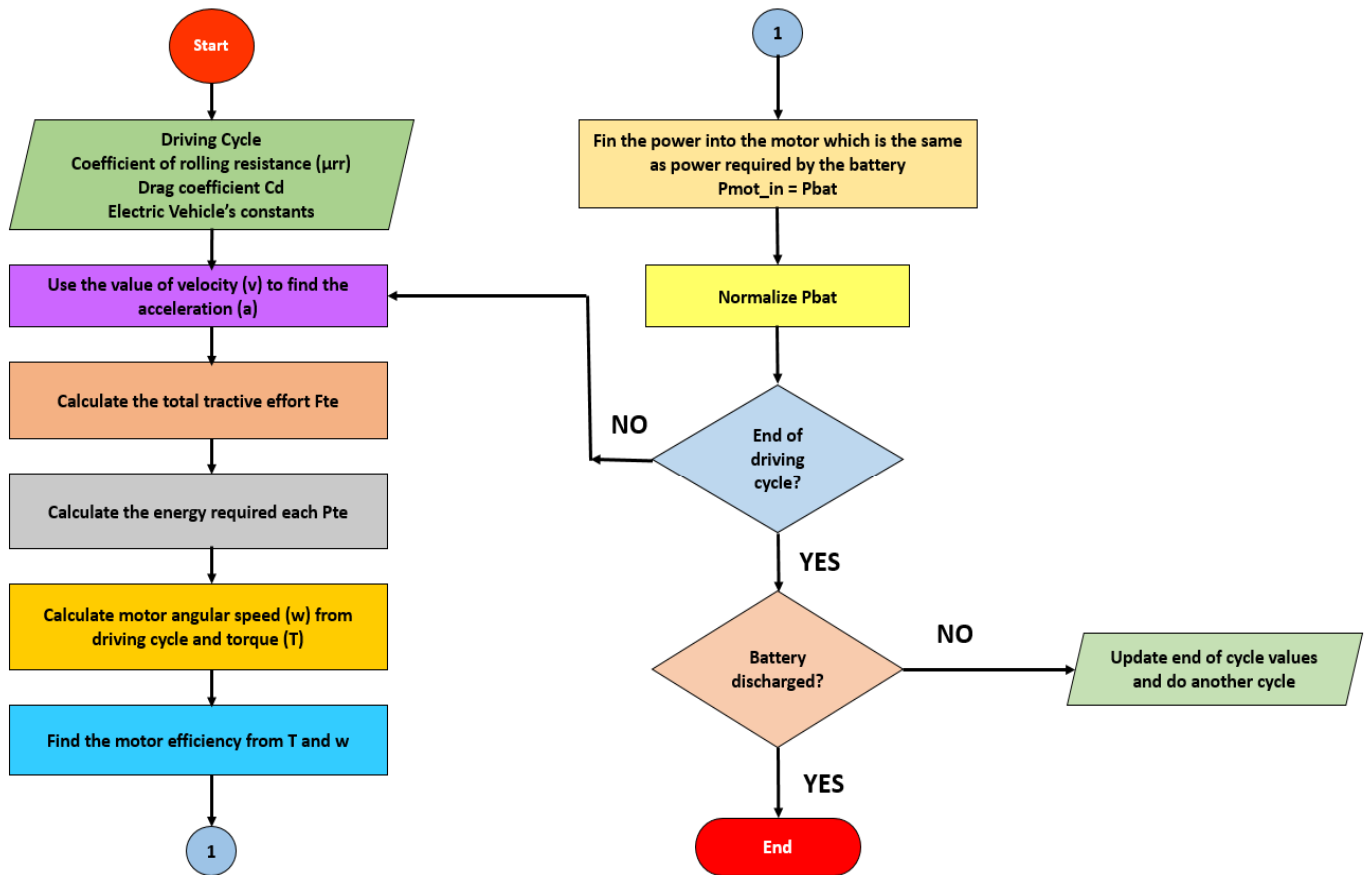 Start
Driving Cycle
Coefficient of rolling resistance (μrr)
Drag coefficient Cd
Electric Vehicle’s constants
Use the value of velocity (v) to find the
acceleration (a)
Calculate the total tractive effort Fte
Calculate the energy required each Pte
Calculate motor angular speed (w) from
driving cycle and torque (T)
Find the motor efficiency from T and w
1
1
Fin the power into the motor which is the same
as power required by the battery
Pmot_in = Pbat
Normalize Pbat
NO
End of
driving
cycle?
YES
Battery
discharged?
NO
Update end of cycle values
and do another cycle
YES
End